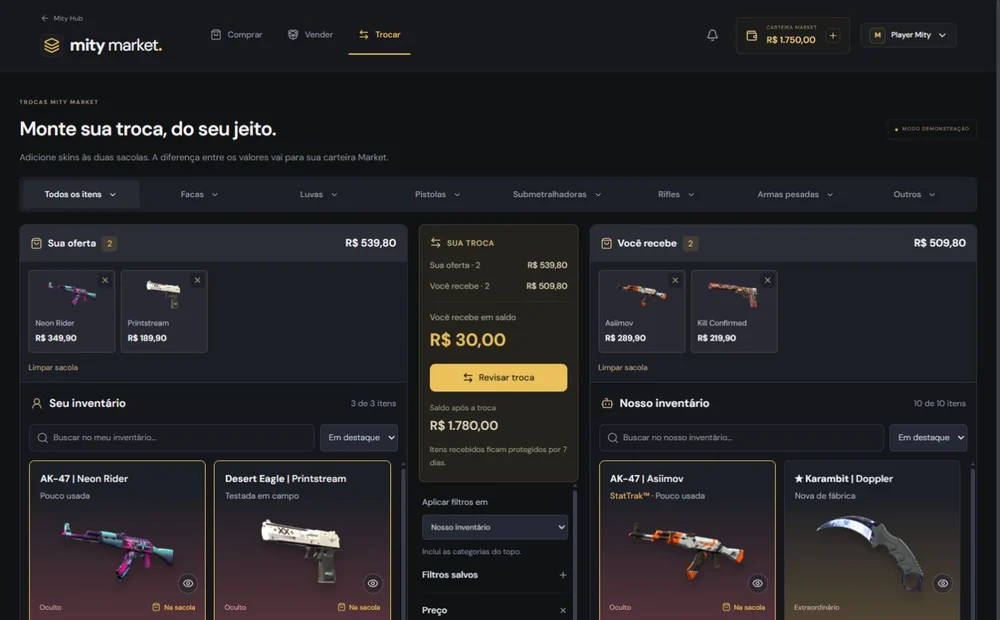 Mity Hub
mity market.
Comprar
Vender
Trocar
CARTEIRA MARKET
R$ 1.750,00
+
M
Player Mity
TROCAS MITY MARKET
Monte sua troca, do seu jeito.
MODO DEMONSTRAÇÃO
Adicione skins às duas sacolas. A diferença entre os valores vai para sua carteira Market.
Todos os itens
Facas
Luvas
Pistolas
Submetralhadoras
Rifles
Armas pesadas
Outros
Sua oferta 2
R$ 539,80
Neon Rider
R$ 349,90
Printstream
R$ 189,90
Limpar sacola
Seu inventário
3 de 3 itens
Buscar no meu inventário...
Em destaque
AK-47 | Neon Rider
Pouco usada
Oculto
Na sacola
Desert Eagle | Printstream
Testada em campo
Oculto
Na sacola
SUA TROCA
Sua oferta · 2
R$ 539,80
Você recebe · 2
R$ 509,80
Você recebe em saldo
R$ 30,00
Revisar troca
Saldo após a troca
R$ 1.780,00
Itens recebidos ficam protegidos por 7
dias.
Aplicar filtros em
Nosso inventário
Inclui as categorias do topo.
Filtros salvos
+
Preço
Você recebe 2
R$ 509,80
Asiimov
R$ 289,90
Kill Confirmed
R$ 219,90
Limpar sacola
Nosso inventário
10 de 10 itens
Buscar no nosso inventário...
Em destaque
AK-47 | Asiimov
StatTrak™ · Pouco usada
Oculto
Na sacola
★ Karambit | Doppler
Nova de fábrica
Extraordinário